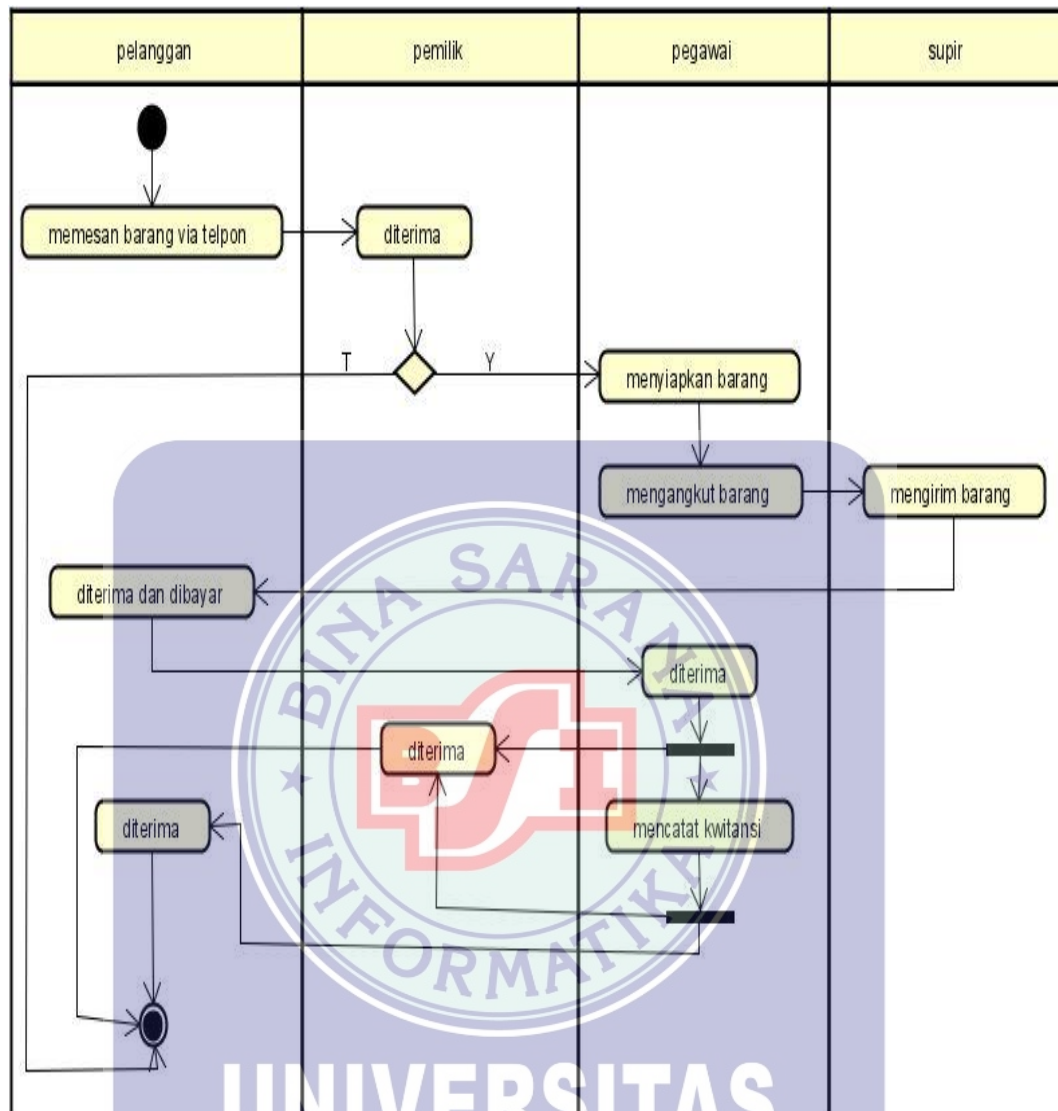 pelanggan
pemilik
pegawai
supir
memesan barang via telpon
diterima
T
Y
menyiapkan barang
mengangkut barang
mengirim barang
diterima dan dibayar
diterima
diterima
diterima
mencatat kwitansi
BINA SARANA
BSI
INFORMATIKA
UNIVERSITAS